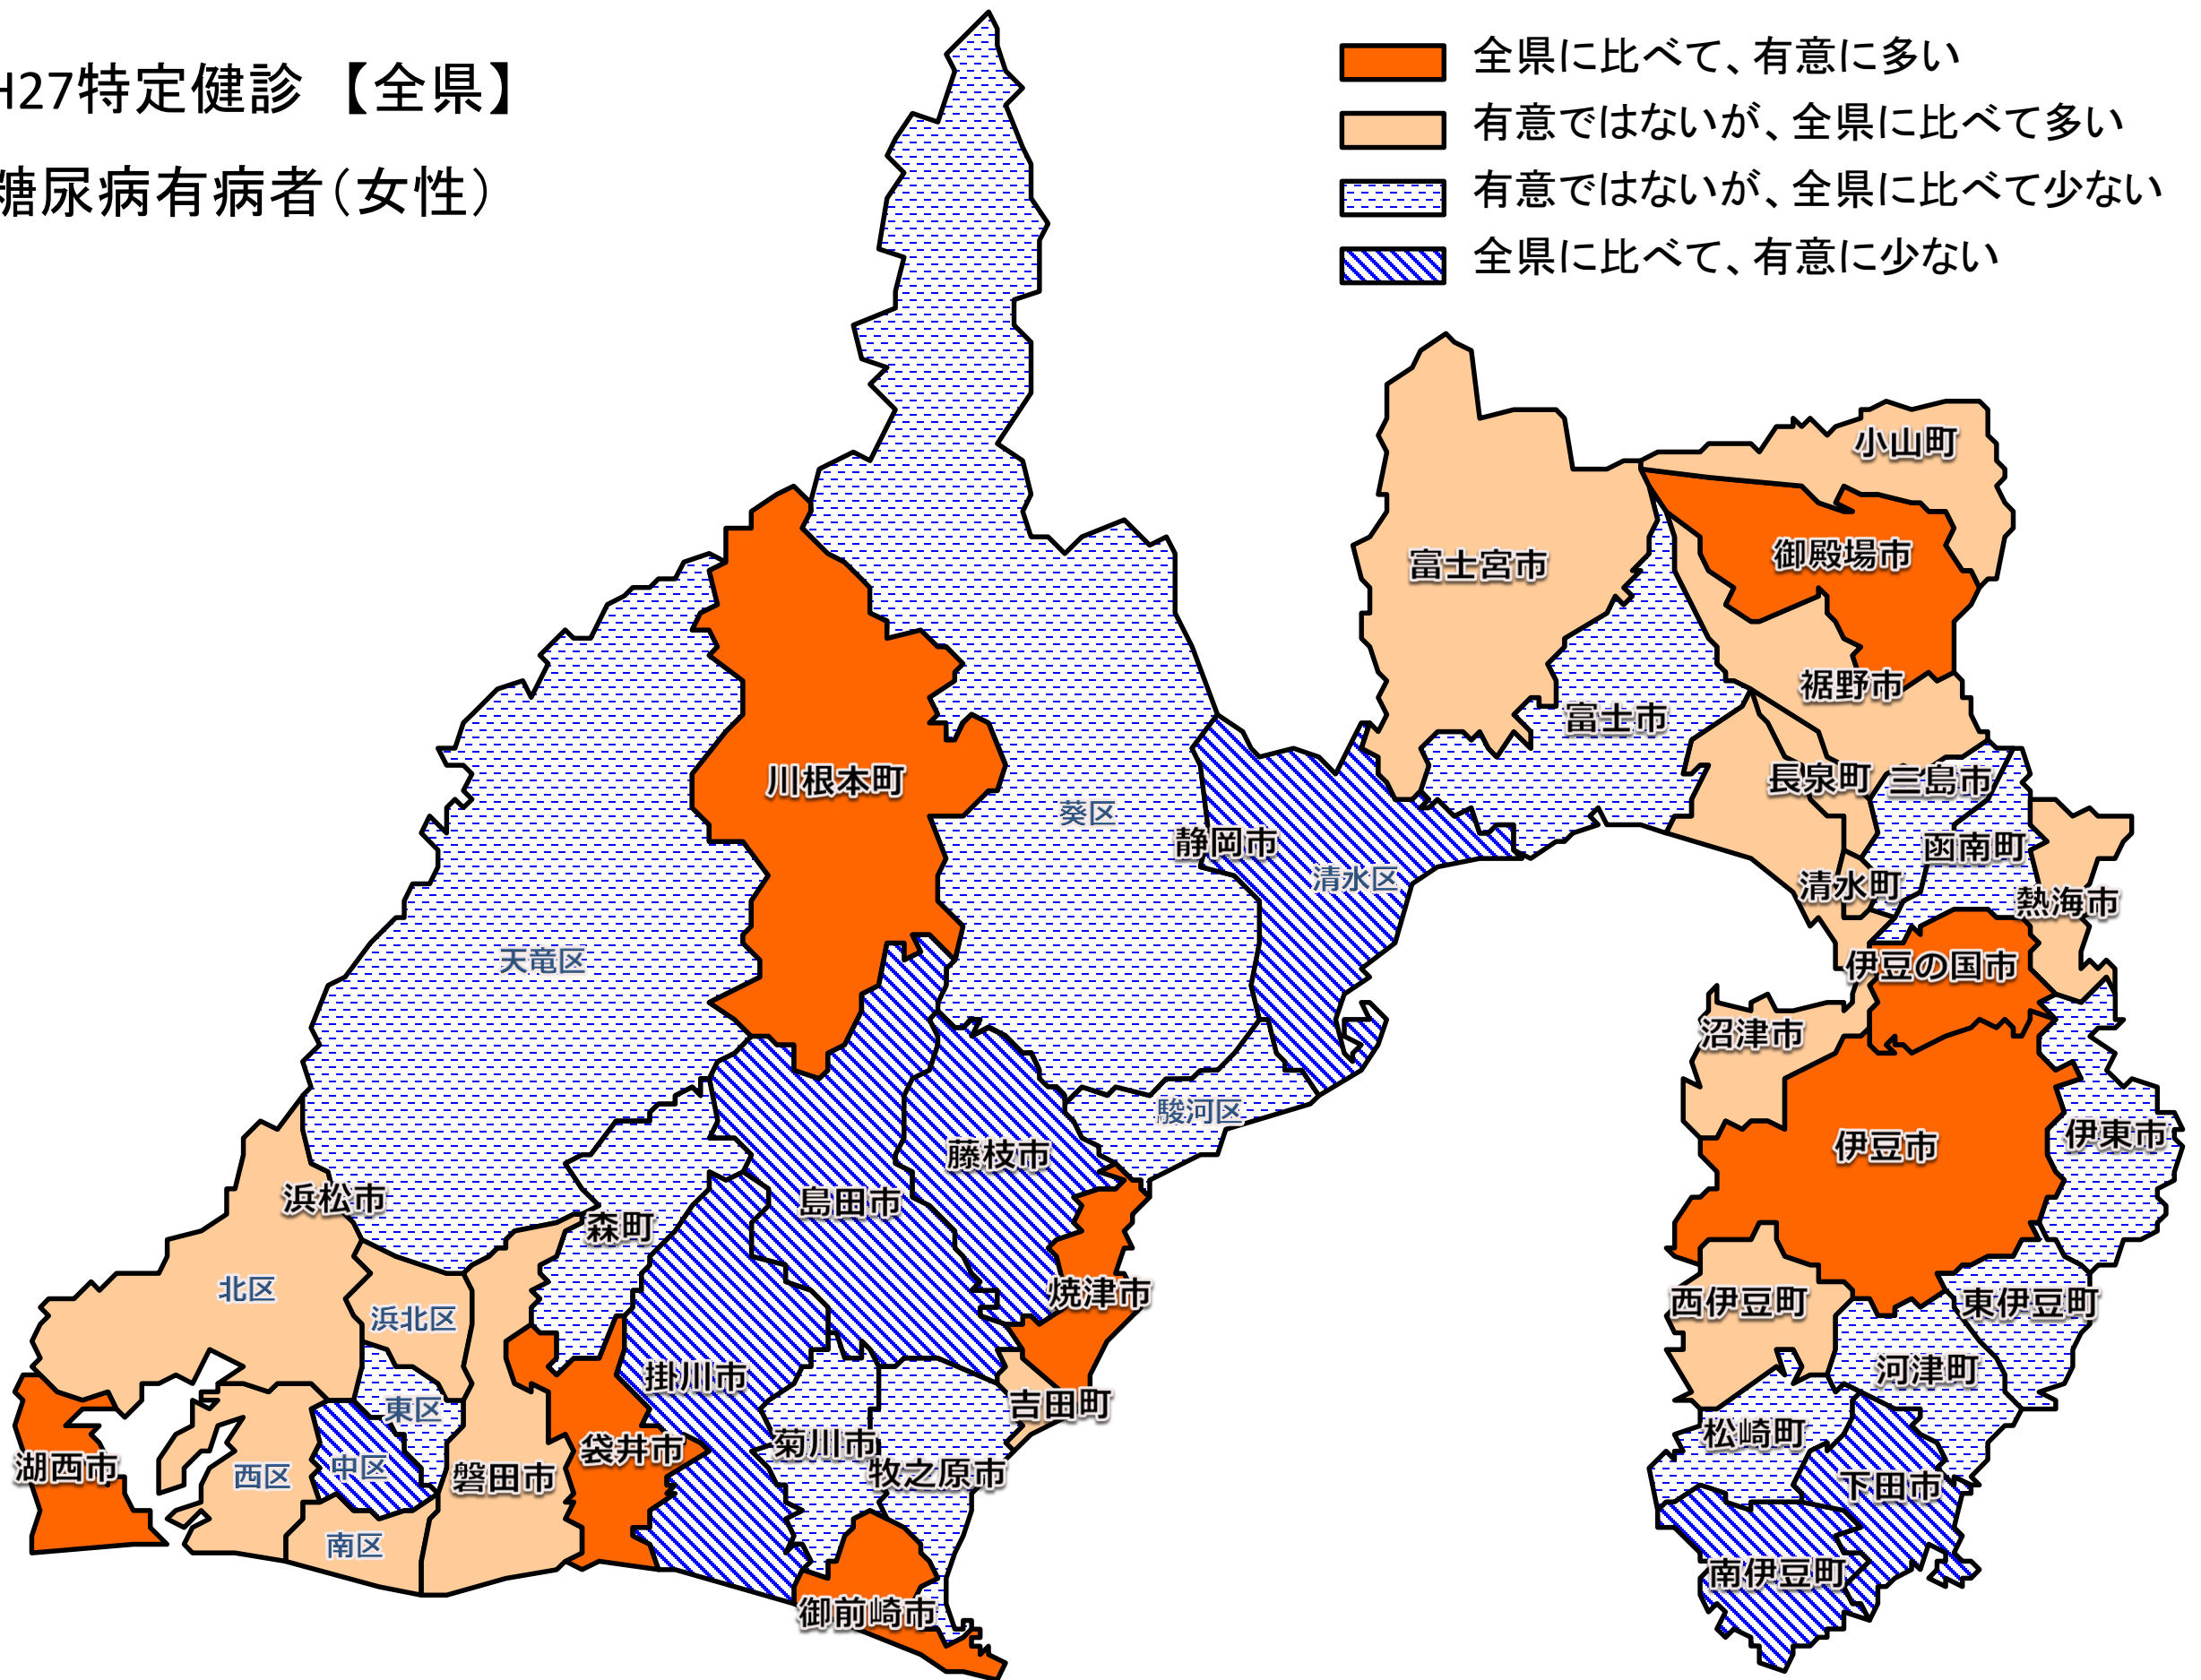 H27特定健診 【全県】
糖尿病有病者（女性）
全県に比べて、有意に多い
有意ではないが、全県に比べて多い
有意ではないが、全県に比べて少ない
全県に比べて、有意に少ない
小山町
御殿場市
富士宮市
裾野市
富士市
川根本町
長泉町
三島市
葵区
静岡市
函南町
清水区
清水町
熱海市
天竜区
伊豆の国市
沼津市
駿河区
伊東市
伊豆市
藤枝市
浜松市
島田市
森町
北区
焼津市
西伊豆町
東伊豆町
浜北区
掛川市
河津町
東区
吉田町
松崎町
菊川市
袋井市
湖西市
中区
西区
磐田市
牧之原市
下田市
南区
南伊豆町
御前崎市